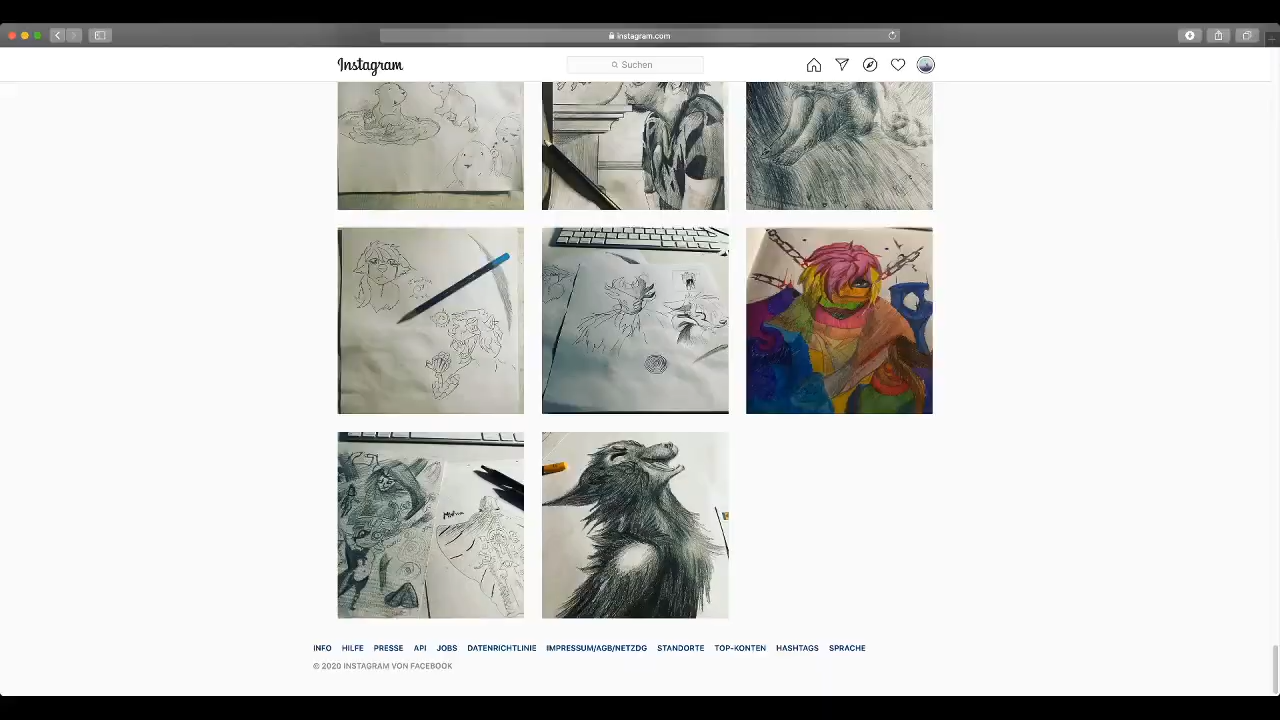 instagram.com
Instagram
Suchen
INFO HILFE PRESSE API JOBS DATENRICHTLINIE IMPRESSUM/AGB/NETZDG STANDORTE TOP-KONTEN HASHTAGS SPRACHE
© 2020 INSTAGRAM VON FACEBOOK